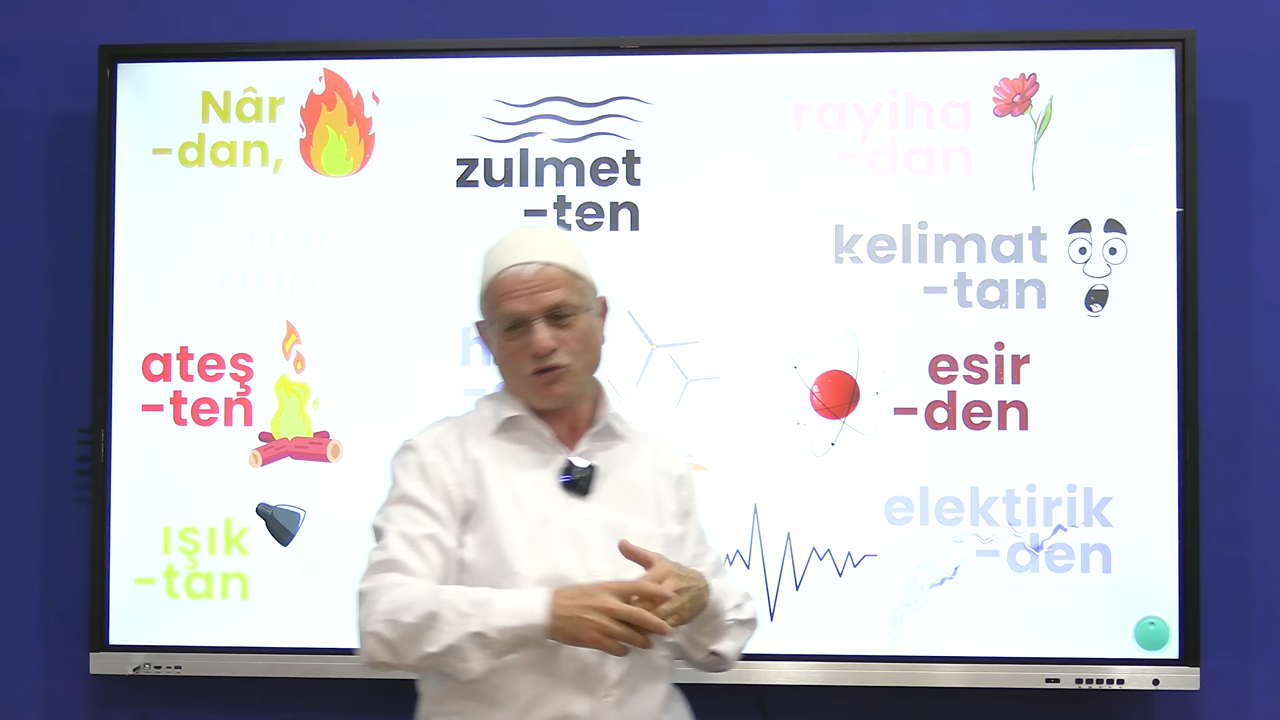 Nâr
-dan,
zulmet
-ten
rayiha
-dan
kelimat
-tan
ateş
-ten
esir
-den
ışık
-tan
elektirik
-den